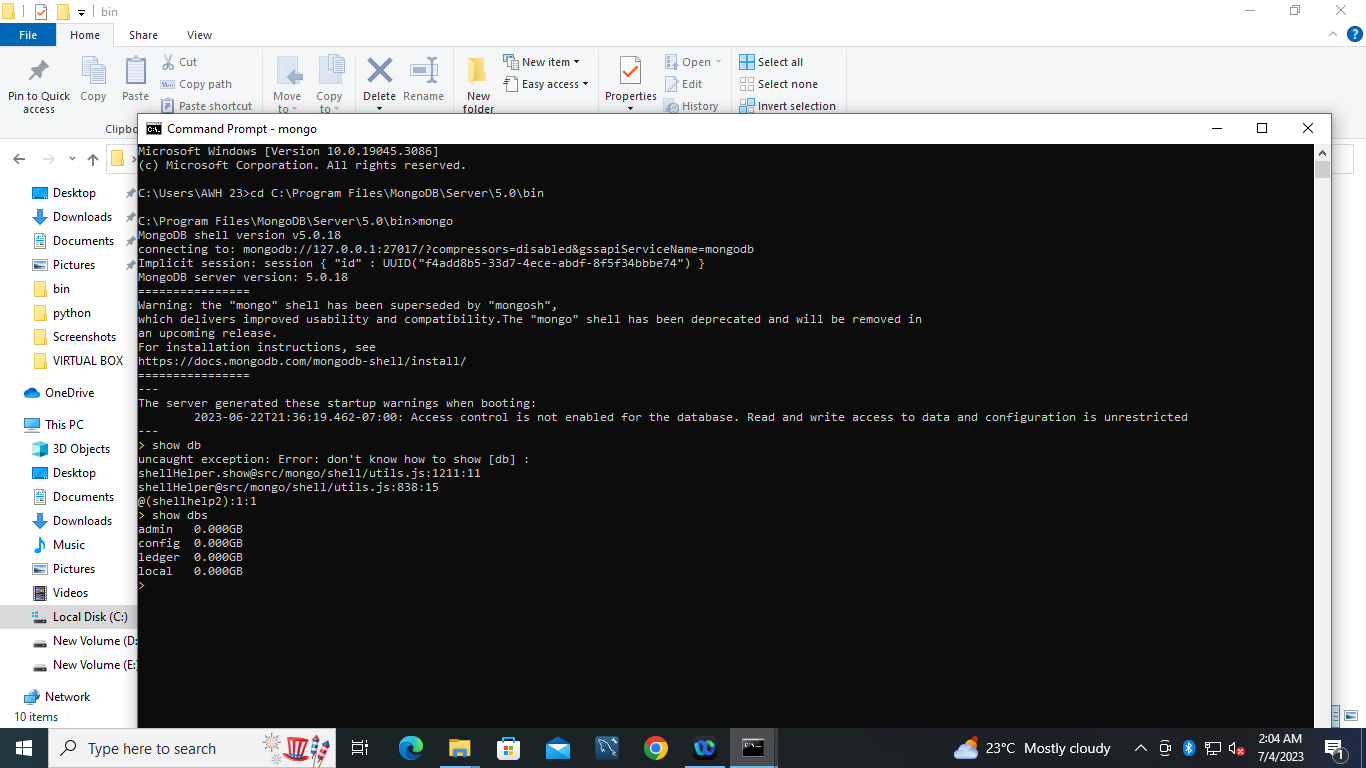 bin
File Home Share View
Pin to Quick access
Copy
Paste
Cut
Copy path
Paste shortcut
Move to
Copy to
Delete
Rename
New folder
New item
Easy access
Properties
Open
Edit
History
Select all
Select none
Invert selection
Clipbo
Command Prompt - mongo
Microsoft Windows [Version 10.0.19045.3086]
(c) Microsoft Corporation. All rights reserved.
C:\Users\AWH 23>cd C:\Program Files\MongoDB\Server\5.0\bin
C:\Program Files\MongoDB\Server\5.0\bin>mongo
MongoDB shell version v5.0.18
connecting to: mongodb://127.0.0.1:27017/?compressors=disabled&gssapiServiceName=mongodb
Implicit session: session { "id" : UUID("f4add8b5-33d7-4ece-abdf-8f5f34bbbe74") }
MongoDB server version: 5.0.18
================
Warning: the "mongo" shell has been superseded by "mongosh",
which delivers improved usability and compatibility.The "mongo" shell has been deprecated and will be removed in
an upcoming release.
For installation instructions, see
https://docs.mongodb.com/mongodb-shell/install/
================
---
The server generated these startup warnings when booting:
2023-06-22T21:36:19.462-07:00: Access control is not enabled for the database. Read and write access to data and configuration is unrestricted
---
> show db
uncaught exception: Error: don't know how to show [db] :
shellHelper.show@src/mongo/shell/utils.js:1211:11
shellHelper@src/mongo/shell/utils.js:838:15
@(shellhelp2):1:1
> show dbs
admin 0.000GB
config 0.000GB
ledger 0.000GB
local 0.000GB
>
Desktop
Downloads
Documents
Pictures
bin
python
Screenshots
VIRTUAL BOX
OneDrive
This PC
3D Objects
Desktop
Documents
Downloads
Music
Pictures
Videos
Local Disk (C:)
New Volume (D:
New Volume (E:
Network
10 items
Type here to search
23°C Mostly cloudy
2:04 AM
7/4/2023
1